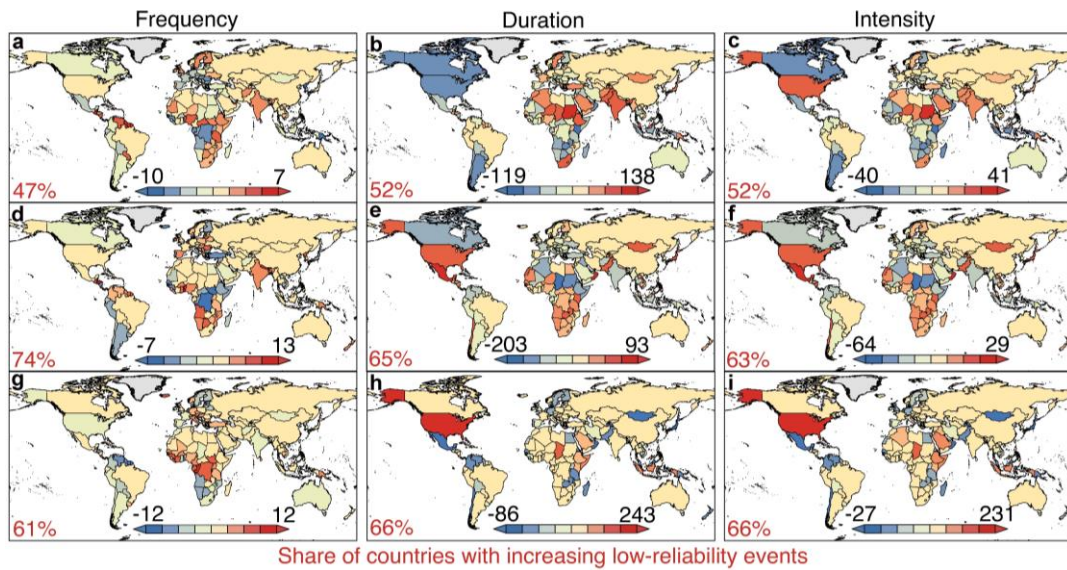 Frequency Duration Intensity
a b c
-10 7 -119 138 -40 41
47% 52% 52%
d e f
-7 13 -203 93 -64 29
74% 65% 63%
g h i
-12 12 -86 243 -27 231
61% 66% 66%
Share of countries with increasing low-reliability events